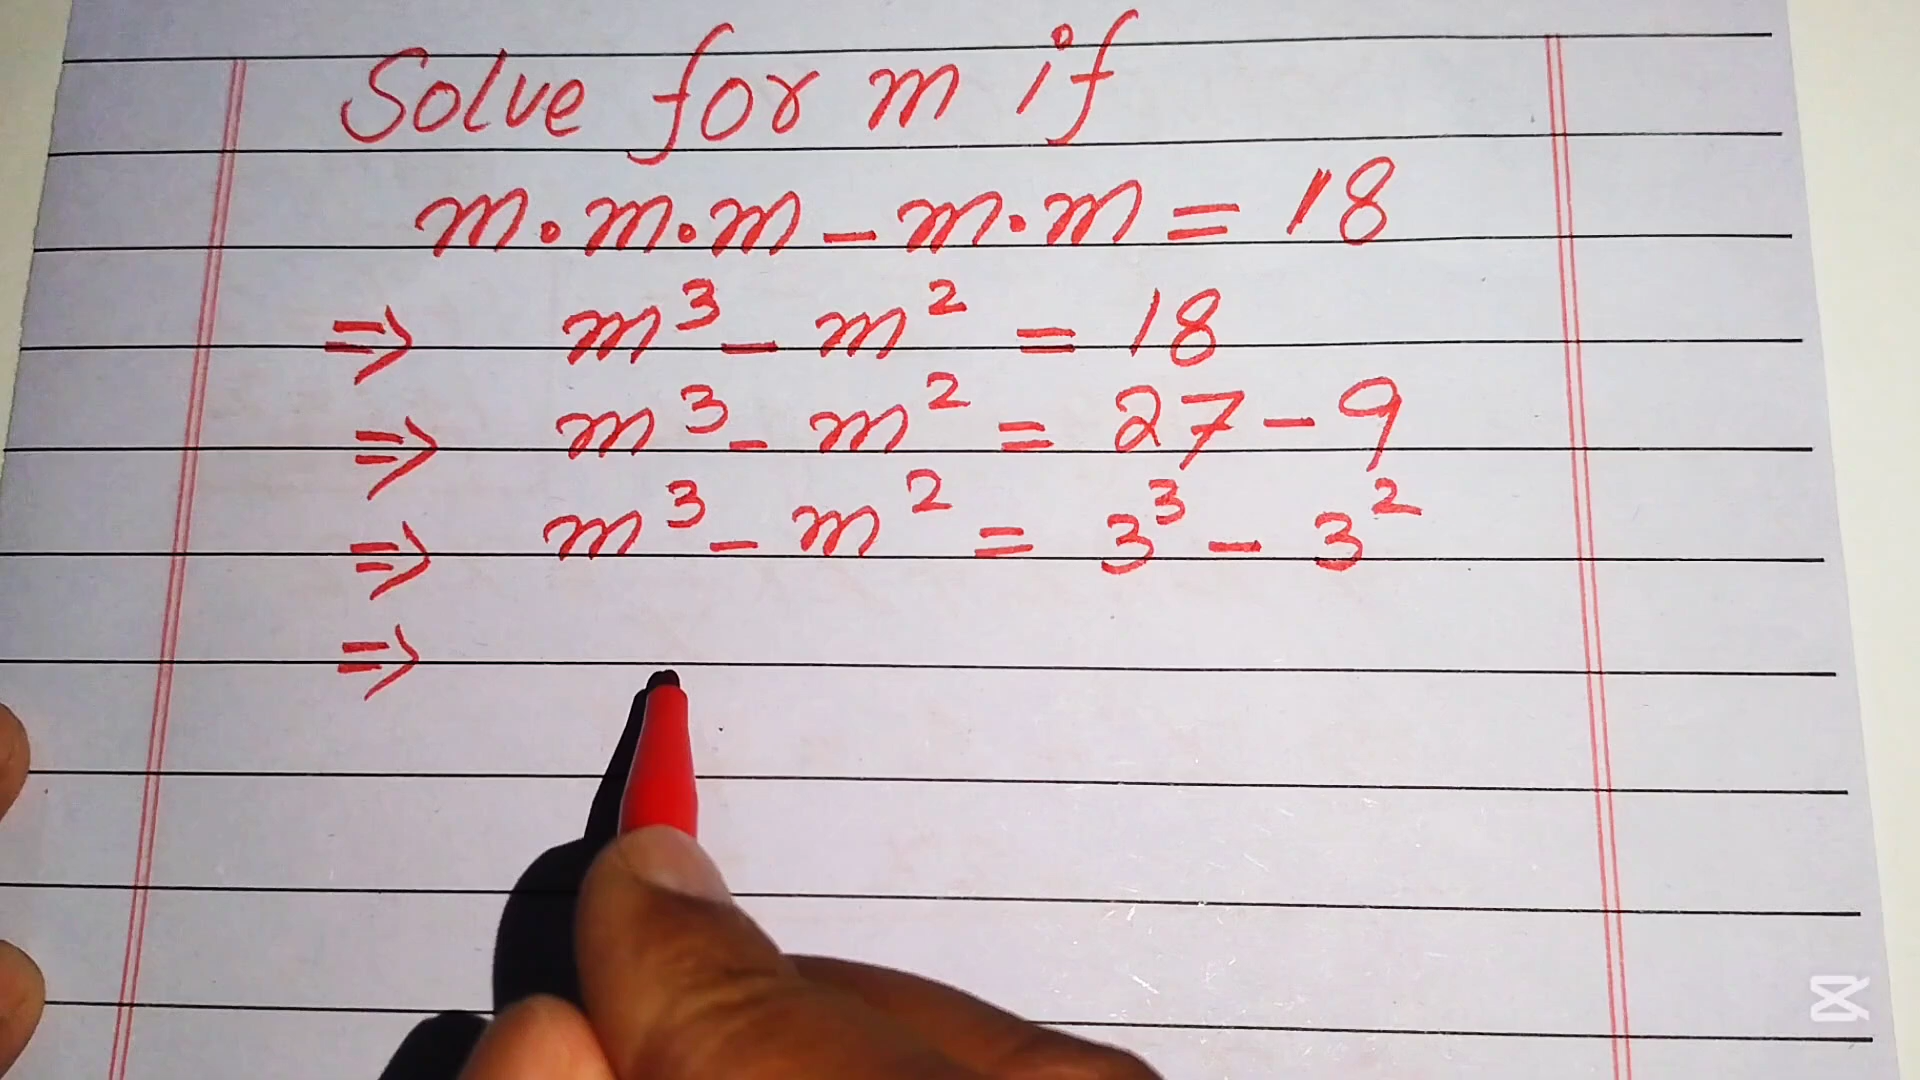 Solve for m if
m·m·m - m·m = 18
⇒ m³ - m² = 18
⇒ m³ - m² = 27 - 9
⇒ m³ - m² = 3³ - 3²
⇒